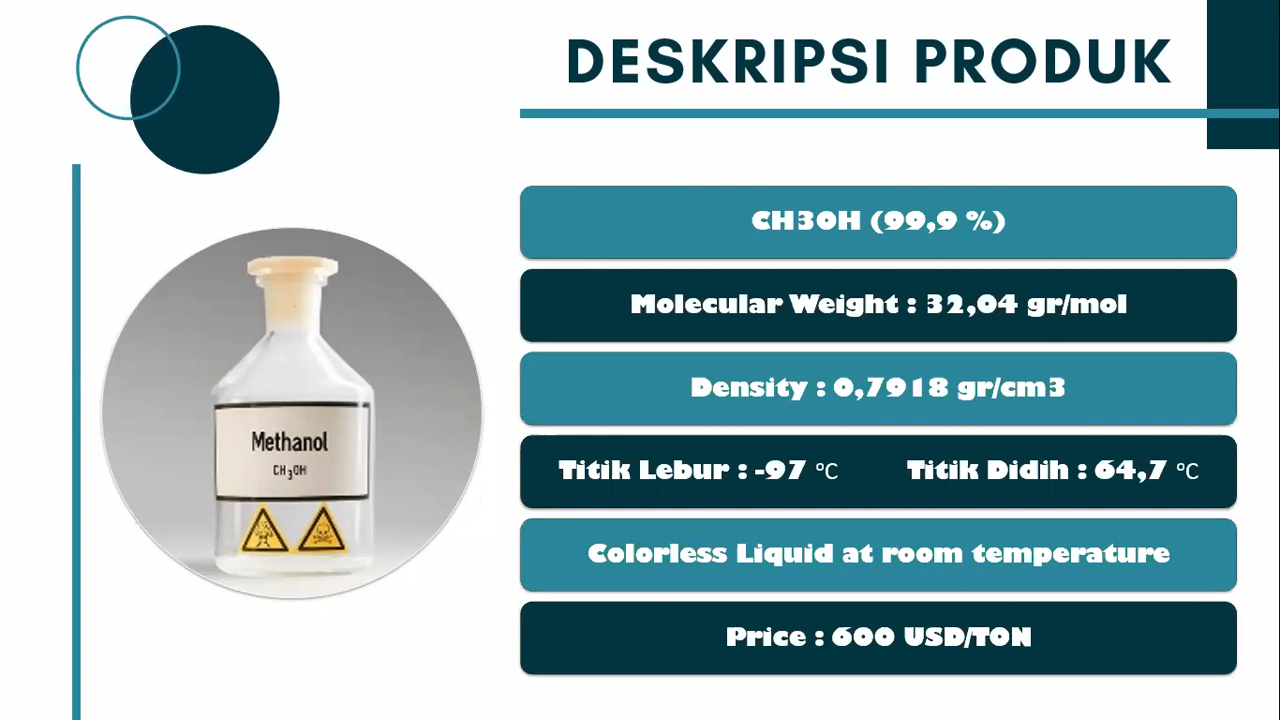 DESKRIPSI PRODUK
CH3OH (99,9 %)
Molecular Weight : 32,04 gr/mol
Density : 0,7918 gr/cm3
Titik Lebur : -97 °C Titik Didih : 64,7 °C
Colorless Liquid at room temperature
Price : 600 USD/TON
Methanol
CH₃OH